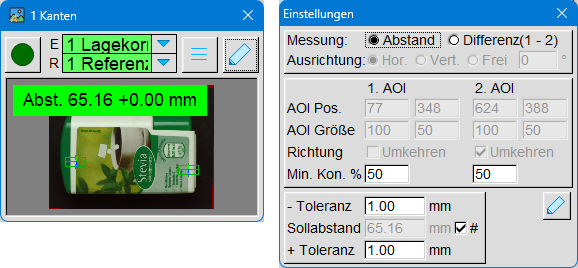 1 Kanten
E 1 Lagekor
R 1 Referenz
Abst. 65.16 +0.00 mm
Stevia
Einstellungen
Messung: Abstand Differenz(1 - 2)
Ausrichtung: Hor. Vert. Frei 0 °
1. AOI 2. AOI
AOI Pos. 77 348 624 388
AOI Größe 100 50 100 50
Richtung Umkehren Umkehren
Min. Kon. % 50 50
- Toleranz 1.00 mm
Sollabstand 65.16 mm #
+ Toleranz 1.00 mm